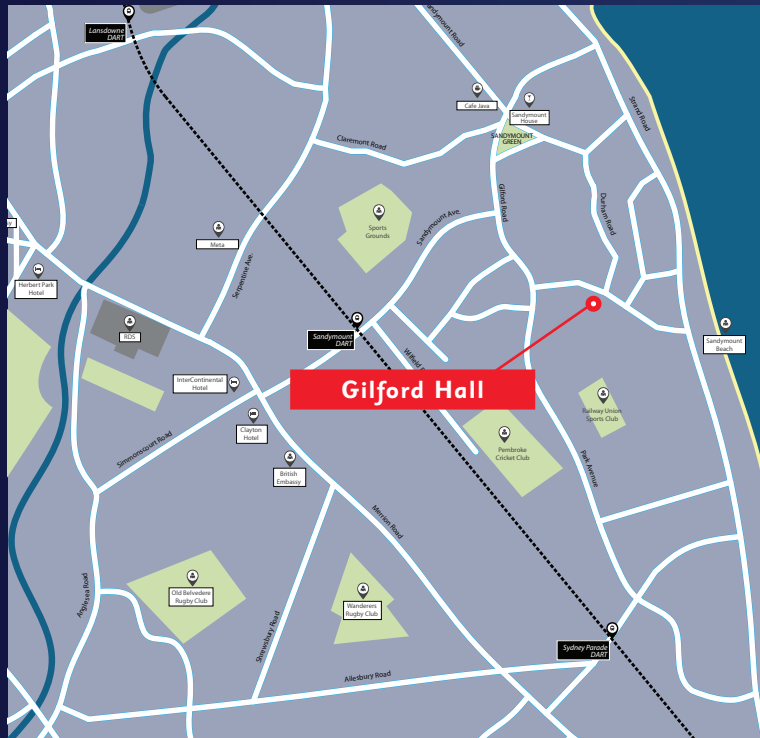 Lansdowne
DART
Sandymount Road
Strand Road
Cafe Java
Sandymount
House
SANDYMOUNT
GREEN
Claremont Road
Gilford Road
Durham Road
Sports
Grounds
Sandymount Ave.
Meta
Serpentine Ave.
Herbert Park
Hotel
RDS
Sandymount
DART
Sandymount
Beach
Wilfield
Gilford Hall
InterContinental
Hotel
Clayton
Hotel
Railway Union
Sports Club
Pembroke
Cricket Club
Simmonscourt Road
British
Embassy
Park Avenue
Merrion Road
Anglesea Road
Old Belvedere
Rugby Club
Wanderers
Rugby Club
Shrewsbury Road
Sydney Parade
DART
Ailesbury Road